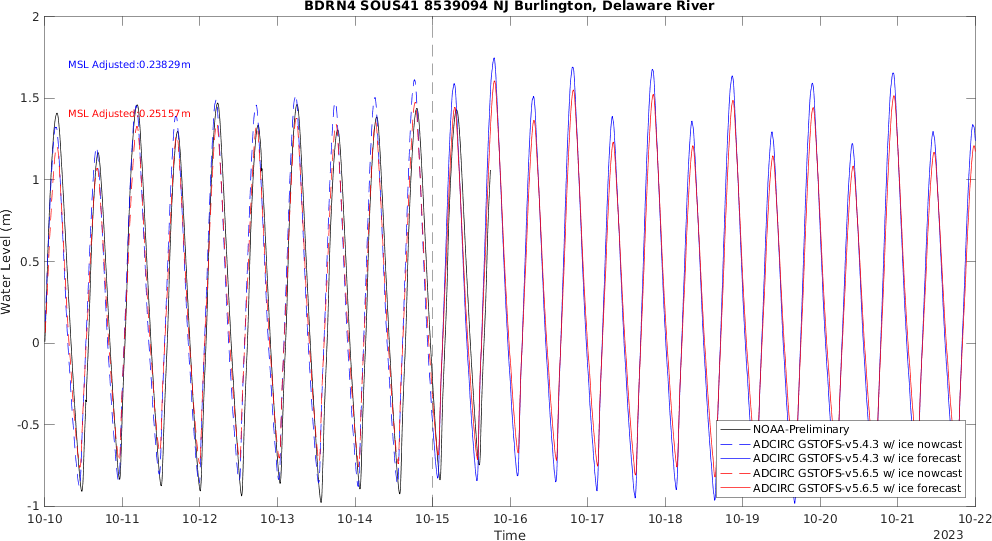 BDRN4 SOUS41 8539094 NJ Burlington, Delaware River
2
MSL Adjusted:0.23829m
1.5
MSL Adjusted:0.25157m
1
0.5
Water Level (m)
0
-0.5
NOAA-Preliminary
ADCIRC GSTOFS-v5.4.3 w/ ice nowcast
ADCIRC GSTOFS-v5.4.3 w/ ice forecast
ADCIRC GSTOFS-v5.6.5 w/ ice nowcast
ADCIRC GSTOFS-v5.6.5 w/ ice forecast
-1
10-10 10-11 10-12 10-13 10-14 10-15 10-16 10-17 10-18 10-19 10-20 10-21 10-22
Time
2023